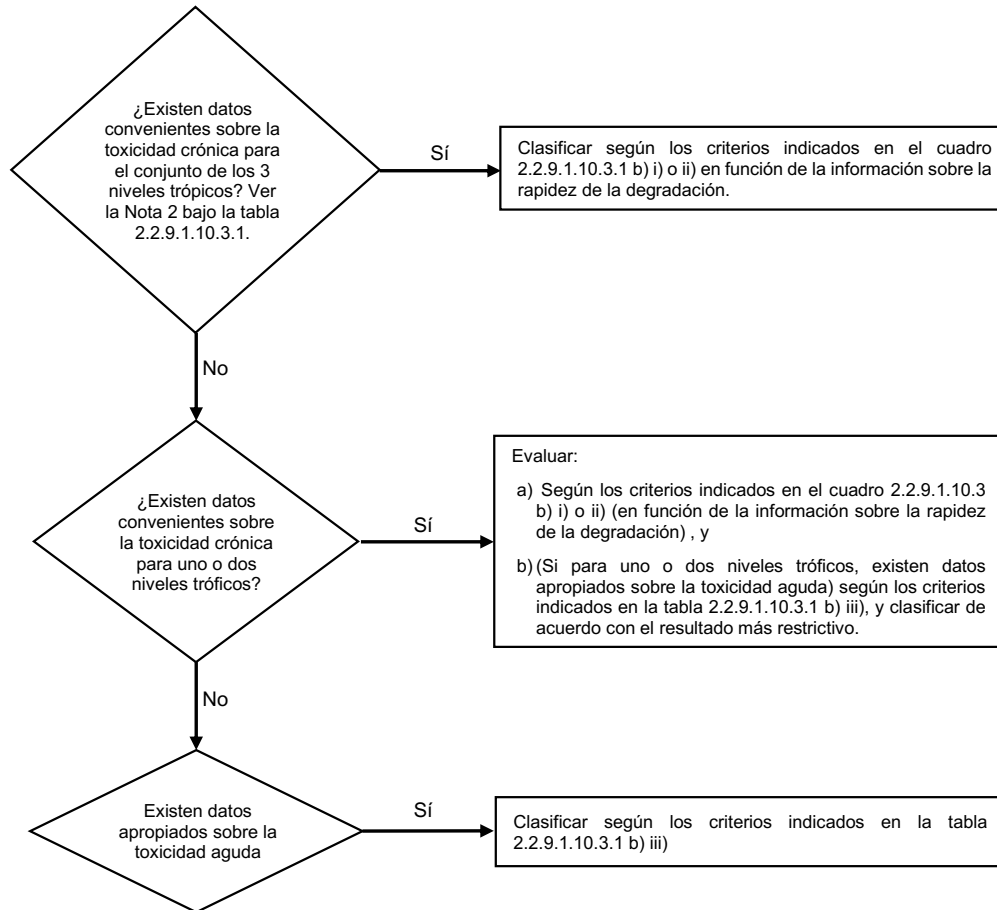 ¿Existen datos
convenientes sobre la
toxicidad crónica para
el conjunto de los 3
niveles trópicos? Ver
la Nota 2 bajo la tabla
2.2.9.1.10.3.1.
Sí
Clasificar según los criterios indicados en el cuadro
2.2.9.1.10.3.1 b) i) o ii) en función de la información sobre la
rapidez de la degradación.
No
¿Existen datos
convenientes sobre
la toxicidad crónica
para uno o dos
niveles tróficos?
Sí
Evaluar:
a) Según los criterios indicados en el cuadro 2.2.9.1.10.3
b) i) o ii) (en función de la información sobre la rapidez
de la degradación) , y
b) (Si para uno o dos niveles tróficos, existen datos
apropiados sobre la toxicidad aguda) según los criterios
indicados en la tabla 2.2.9.1.10.3.1 b) iii), y clasificar de
acuerdo con el resultado más restrictivo.
No
Existen datos
apropiados sobre la
toxicidad aguda
Sí
Clasificar según los criterios indicados en la tabla
2.2.9.1.10.3.1 b) iii)